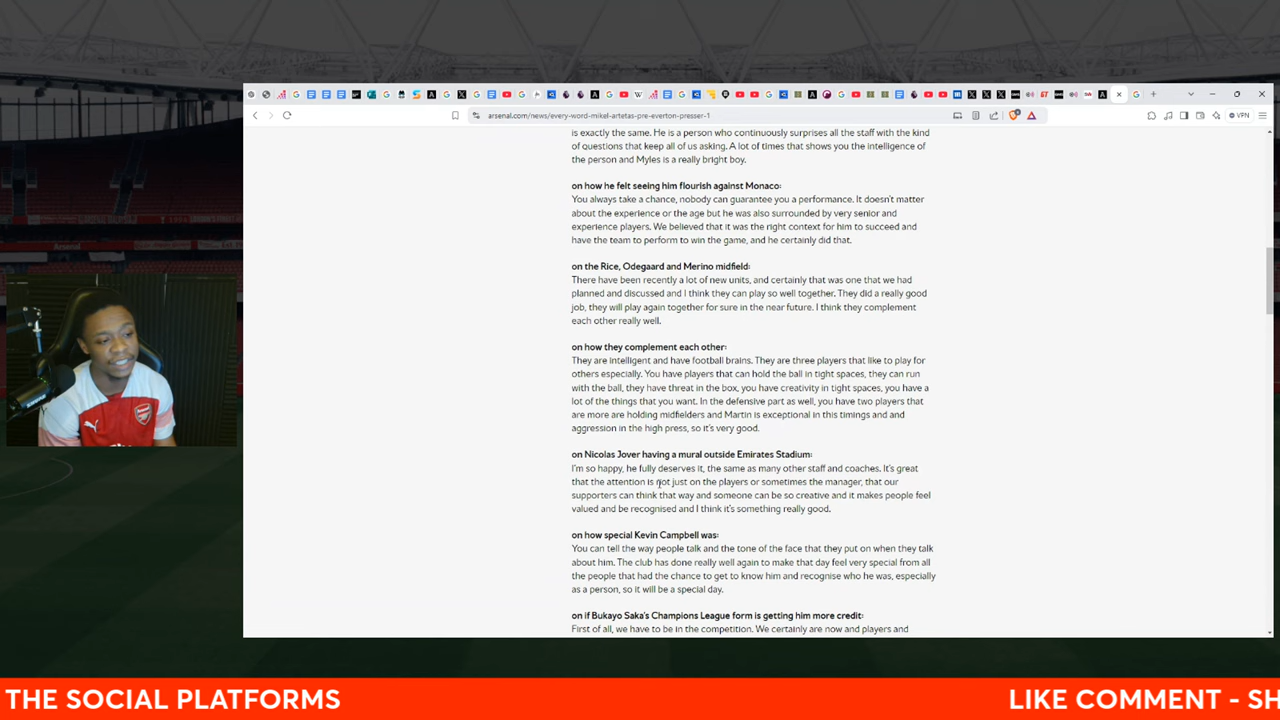 arsenal.com/news/every-word-mikel-artetas-pre-everton-presser-1
VPN
is exactly the same. He is a person who continuously surprises all the staff with the kind
of questions that keep all of us asking. A lot of times that shows you the intelligence of
the person and Myles is a really bright boy.
on how he felt seeing him flourish against Monaco:
You always take a chance, nobody can guarantee you a performance. It doesn't matter
about the experience or the age but he was also surrounded by very senior and
experience players. We believed that it was the right context for him to succeed and
have the team to perform to win the game, and he certainly did that.
on the Rice, Odegaard and Merino midfield:
There have been recently a lot of new units, and certainly that was one that we had
planned and discussed and I think they can play so well together. They did a really good
job, they will play again together for sure in the near future. I think they complement
each other really well.
on how they complement each other:
They are intelligent and have football brains. They are three players that like to play for
others especially. You have players that can hold the ball in tight spaces, they can run
with the ball, they have threat in the box, you have creativity in tight spaces, you have a
lot of the things that you want. In the defensive part as well, you have two players that
are more are holding midfielders and Martin is exceptional in this timings and and
aggression in the high press, so it's very good.
on Nicolas Jover having a mural outside Emirates Stadium:
I'm so happy, he fully deserves it, the same as many other staff and coaches. It's great
that the attention is not just on the players or sometimes the manager, that our
supporters can think that way and someone can be so creative and it makes people feel
valued and be recognised and I think it's something really good.
on how special Kevin Campbell was:
You can tell the way people talk and the tone of the face that they put on when they talk
about him. The club has done really well again to make that day feel very special from all
the people that had the chance to get to know him and recognise who he was, especially
as a person, so it will be a special day.
on if Bukayo Saka's Champions League form is getting him more credit:
First of all, we have to be in the competition. We certainly are now and players and
THE SOCIAL PLATFORMS
LIKE COMMENT - SH